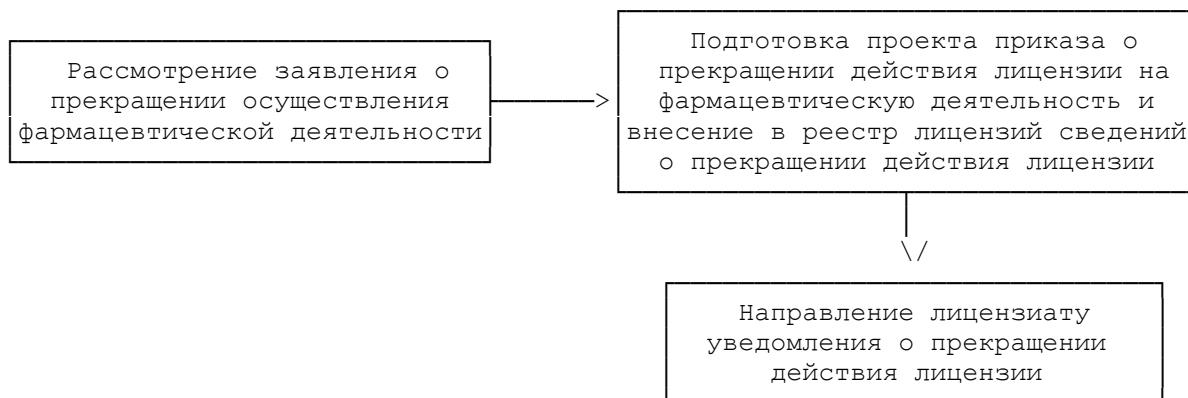 Рассмотрение заявления о
прекращении осуществления
фармацевтической деятельности
Подготовка проекта приказа о
прекращении действия лицензии на
фармацевтическую деятельность и
внесение в реестр лицензий сведений
о прекращении действия лицензии
Направление лицензиату
уведомления о прекращении
действия лицензии